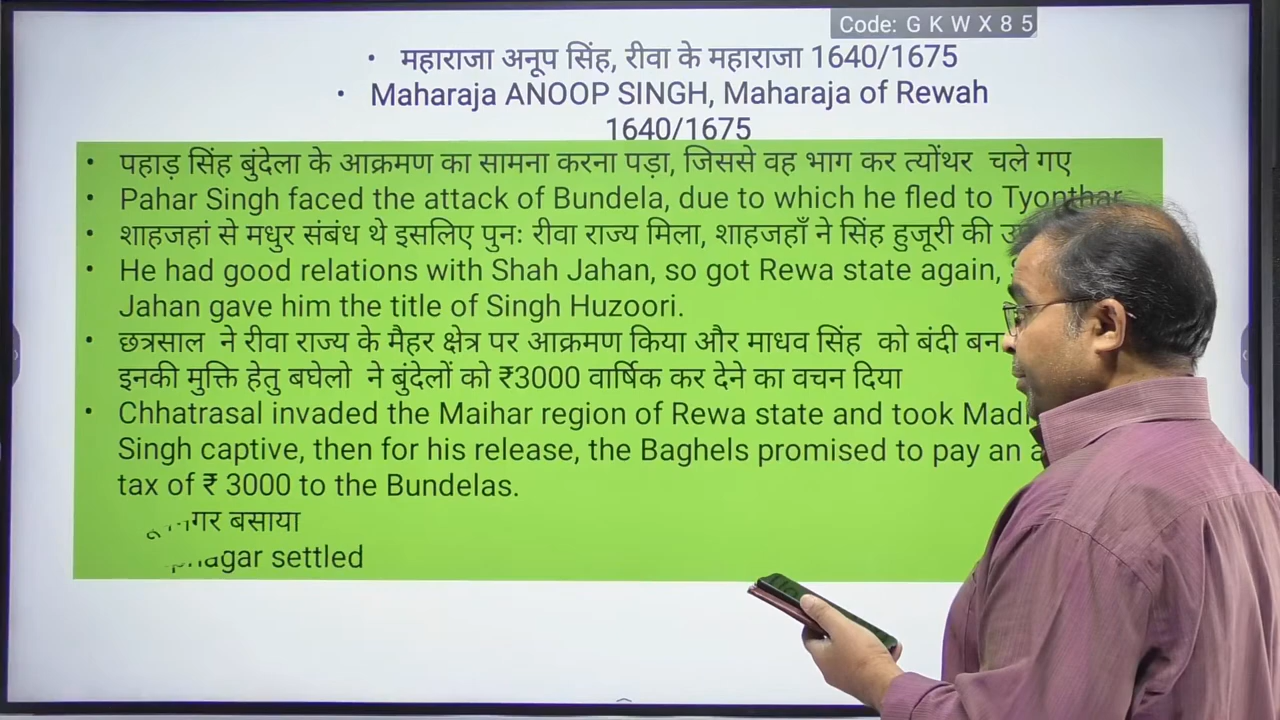 Code: G K W X 8 5
• महाराजा अनूप सिंह, रीवा के महाराजा 1640/1675
• Maharaja ANOOP SINGH, Maharaja of Rewah
1640/1675
• पहाड़ सिंह बुंदेला के आक्रमण का सामना करना पड़ा, जिससे वह भाग कर त्योंथर चले गए
• Pahar Singh faced the attack of Bundela, due to which he fled to Tyonthar
• शाहजहां से मधुर संबंध थे इसलिए पुनः रीवा राज्य मिला, शाहजहाँ ने सिंह हुजूरी की
• He had good relations with Shah Jahan, so got Rewa state again,
Jahan gave him the title of Singh Huzoori.
• छत्रसाल ने रीवा राज्य के मैहर क्षेत्र पर आक्रमण किया और माधव सिंह को बंदी
इनकी मुक्ति हेतु बघेलो ने बुंदेलों को ₹3000 वार्षिक कर देने का वचन दिया
• Chhatrasal invaded the Maihar region of Rewa state and took
Singh captive, then for his release, the Baghels promised to pay an
tax of ₹ 3000 to the Bundelas.
बसाया
settled